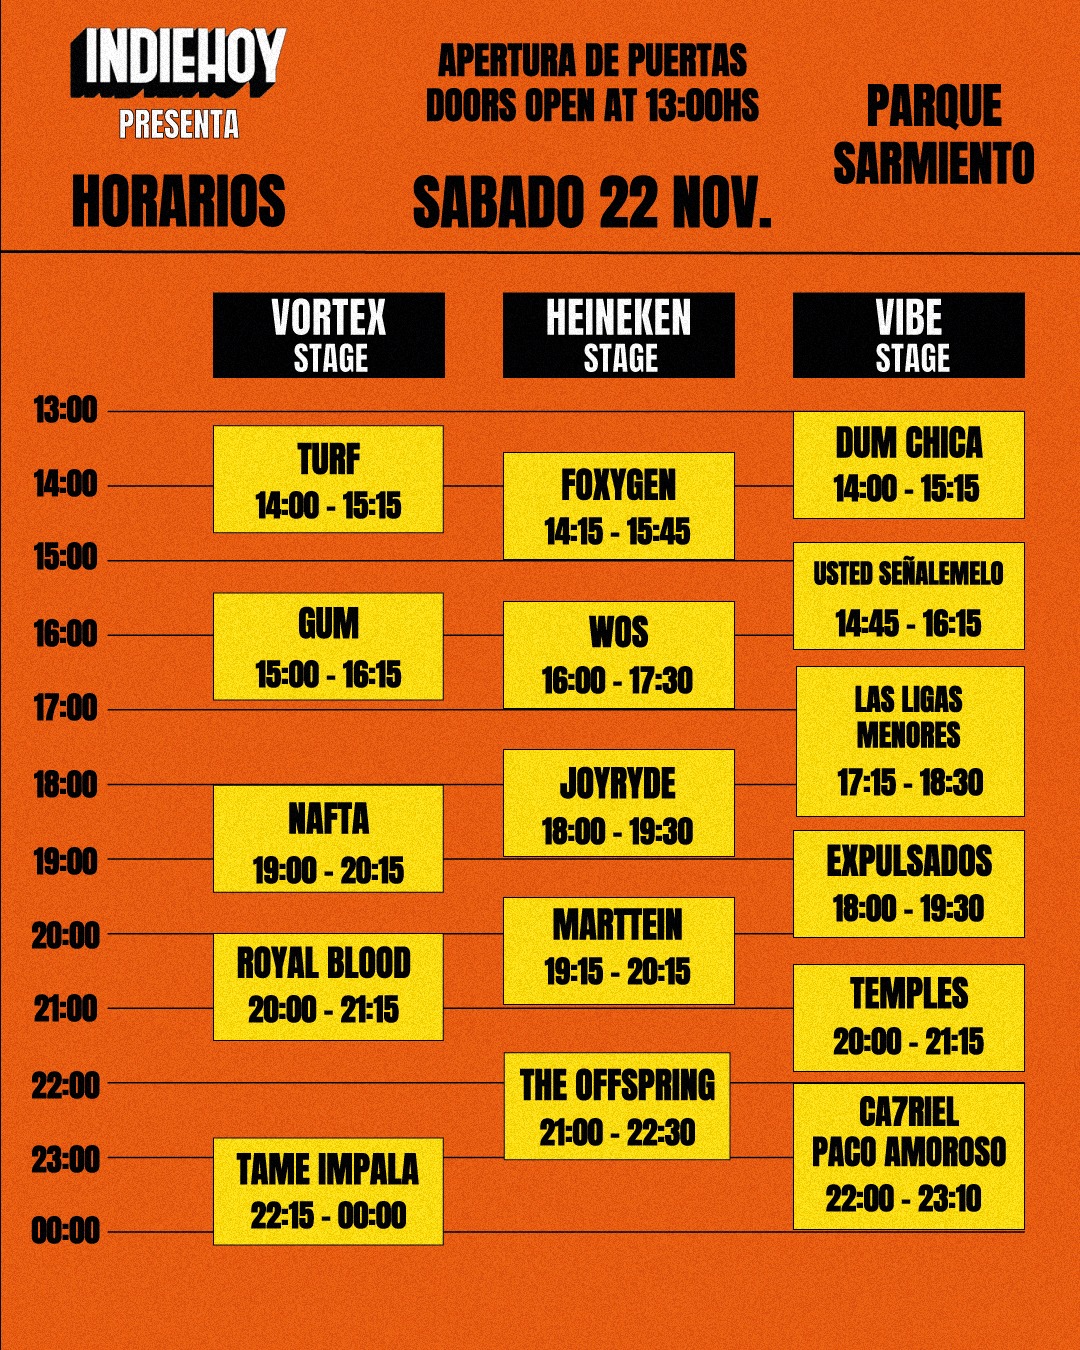 INDIEHOY
PRESENTA
HORARIOS
APERTURA DE PUERTAS
DOORS OPEN AT 13:00HS
SABADO 22 NOV.
PARQUE
SARMIENTO
VORTEX
STAGE
HEINEKEN
STAGE
VIBE
STAGE
13:00
14:00
15:00
16:00
17:00
18:00
19:00
20:00
21:00
22:00
23:00
00:00
TURF
14:00 - 15:15
GUM
15:00 - 16:15
NAFTA
19:00 - 20:15
ROYAL BLOOD
20:00 - 21:15
TAME IMPALA
22:15 - 00:00
FOXYGEN
14:15 - 15:45
WOS
16:00 - 17:30
JOYRYDE
18:00 - 19:30
MARTTEIN
19:15 - 20:15
THE OFFSPRING
21:00 - 22:30
DUM CHICA
14:00 - 15:15
USTED SEÑALEMELO
14:45 - 16:15
LAS LIGAS
MENORES
17:15 - 18:30
EXPULSADOS
18:00 - 19:30
TEMPLES
20:00 - 21:15
CA7RIEL
PACO AMOROSO
22:00 - 23:10